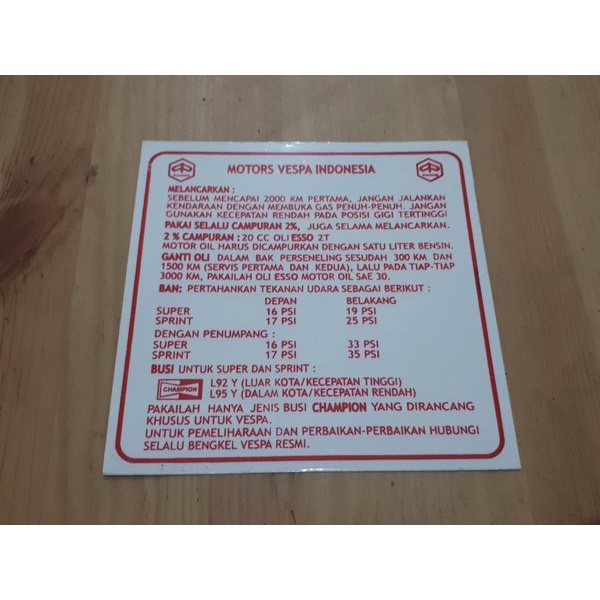 MOTORS VESPA INDONESIA
MELANCARKAN :
SEBELUM MENCAPAI 2000 KM PERTAMA, JANGAN JALANKAN
KENDARAAN DENGAN MEMBUKA GAS PENUH-PENUH. JANGAN
GUNAKAN KECEPATAN RENDAH PADA POSISI GIGI TERTINGGI
PAKAI SELALU CAMPURAN 2%, JUGA SELAMA MELANCARKAN.
2 % CAMPURAN : 20 CC OLI ESSO 2T
MOTOR OIL HARUS DICAMPURKAN DENGAN SATU LITER BENSIN.
GANTI OLI DALAM BAK PERSENELING SESUDAH 300 KM DAN
1500 KM (SERVIS PERTAMA DAN KEDUA), LALU PADA TIAP-TIAP
3000 KM, PAKAILAH OLI ESSO MOTOR OIL SAE 30.
BAN: PERTAHANKAN TEKANAN UDARA SEBAGAI BERIKUT :
DEPAN BELAKANG
SUPER 16 PSI 19 PSI
SPRINT 17 PSI 25 PSI
DENGAN PENUMPANG :
SUPER 16 PSI 33 PSI
SPRINT 17 PSI 35 PSI
BUSI UNTUK SUPER DAN SPRINT :
CHAMPION L92 Y (LUAR KOTA/KECEPATAN TINGGI)
L95 Y (DALAM KOTA/KECEPATAN RENDAH)
PAKAILAH HANYA JENIS BUSI CHAMPION YANG DIRANCANG
KHUSUS UNTUK VESPA.
UNTUK PEMELIHARAAN DAN PERBAIKAN-PERBAIKAN HUBUNGI
SELALU BENGKEL VESPA RESMI.